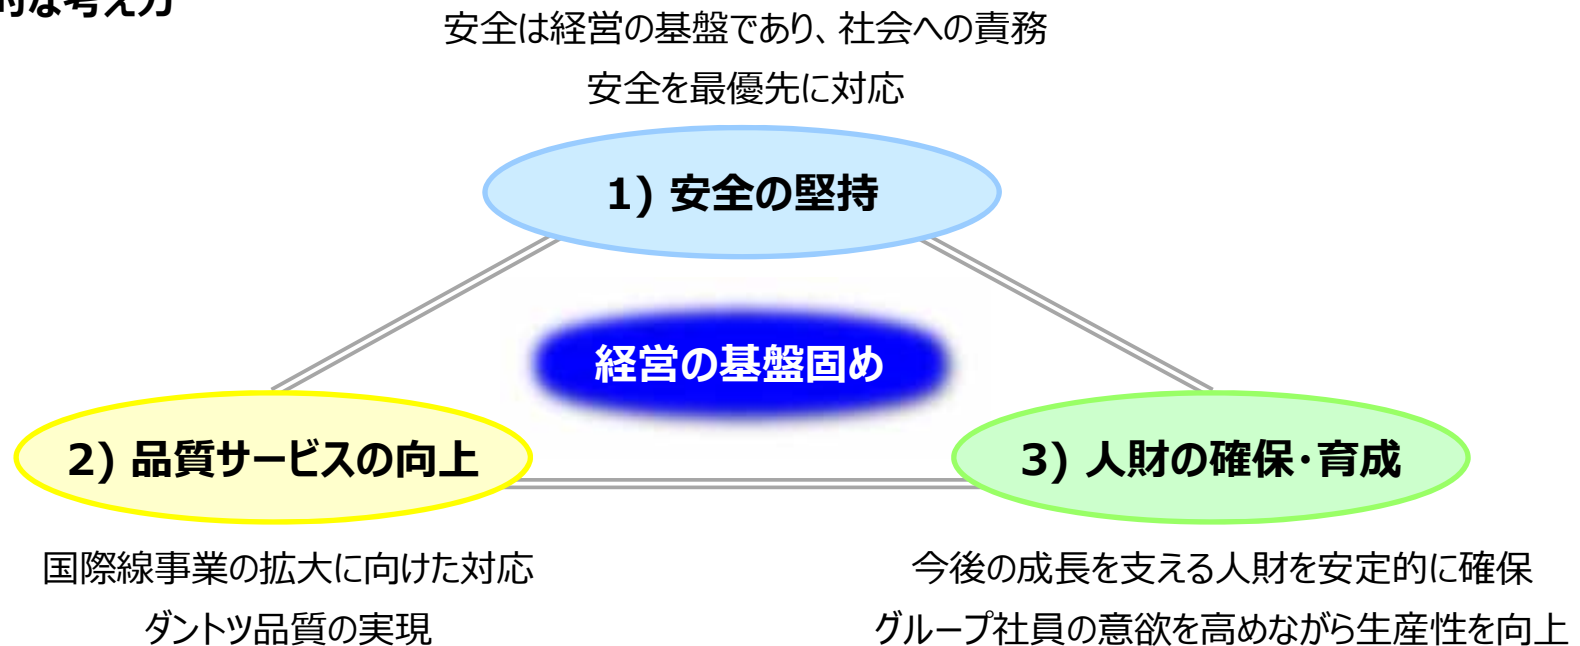 的な考え方
安全は経営の基盤であり、社会への責務
安全を最優先に対応
1) 安全の堅持
経営の基盤固め
2) 品質サービスの向上
3) 人財の確保・育成
国際線事業の拡大に向けた対応
ダントツ品質の実現
今後の成長を支える人財を安定的に確保
グループ社員の意欲を高めながら生産性を向上